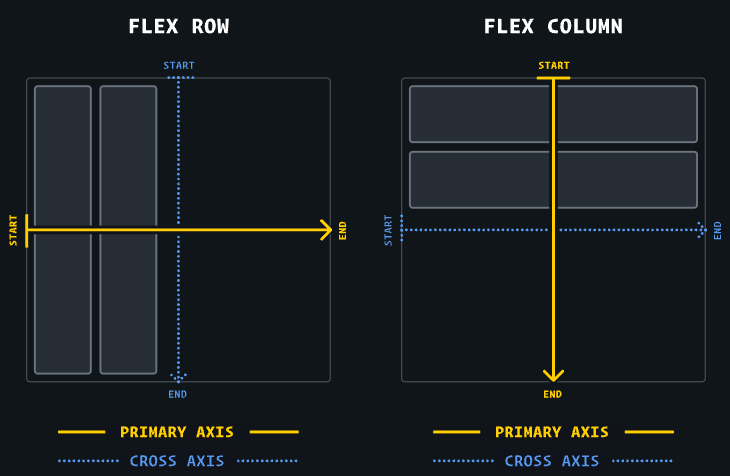 FLEX ROW
START
START
END
END
PRIMARY AXIS
CROSS AXIS
FLEX COLUMN
START
START
END
END
PRIMARY AXIS
CROSS AXIS